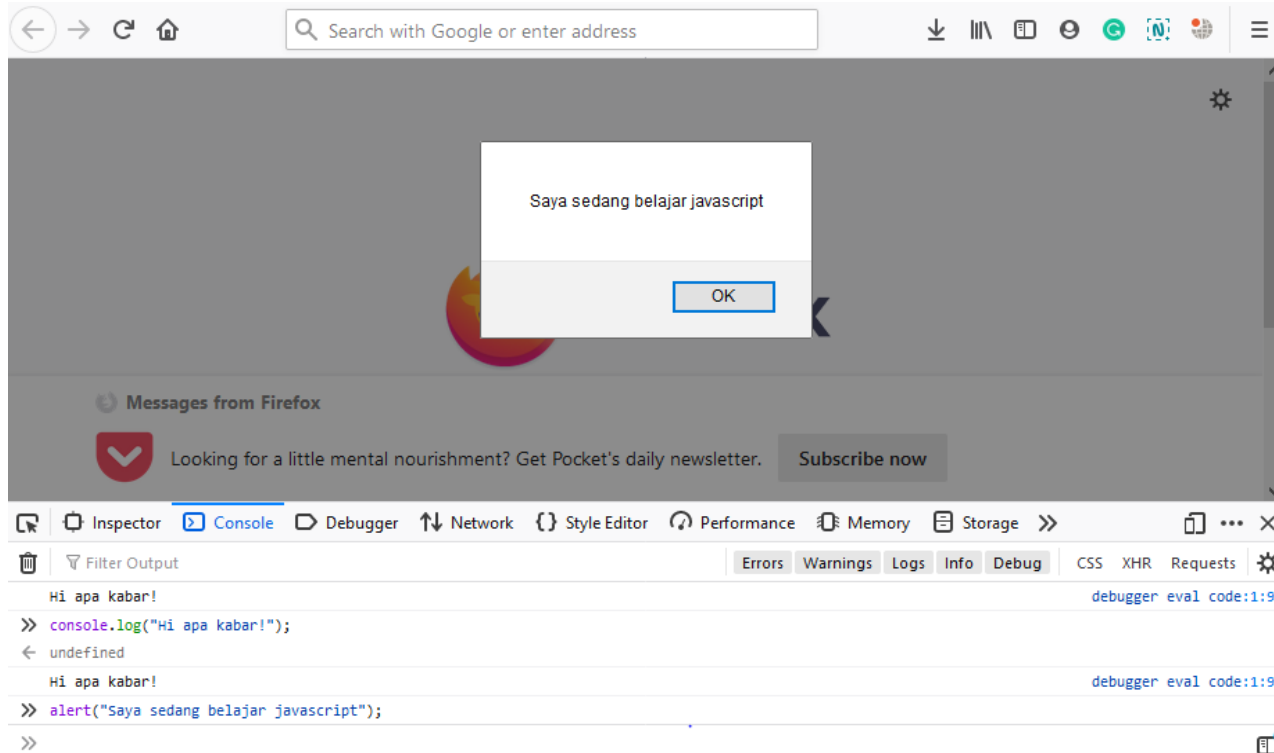 Search with Google or enter address
Saya sedang belajar javascript
OK
x
Messages from Firefox
Looking for a little mental nourishment? Get Pocket's daily newsletter. Subscribe now
Inspector Console Debugger Network Style Editor Performance Memory Storage
Filter Output Errors Warnings Logs Info Debug CSS XHR Requests
Hi apa kabar! debugger eval code:1:9
» console.log("Hi apa kabar!");
← undefined
Hi apa kabar! debugger eval code:1:9
» alert("Saya sedang belajar javascript");
»